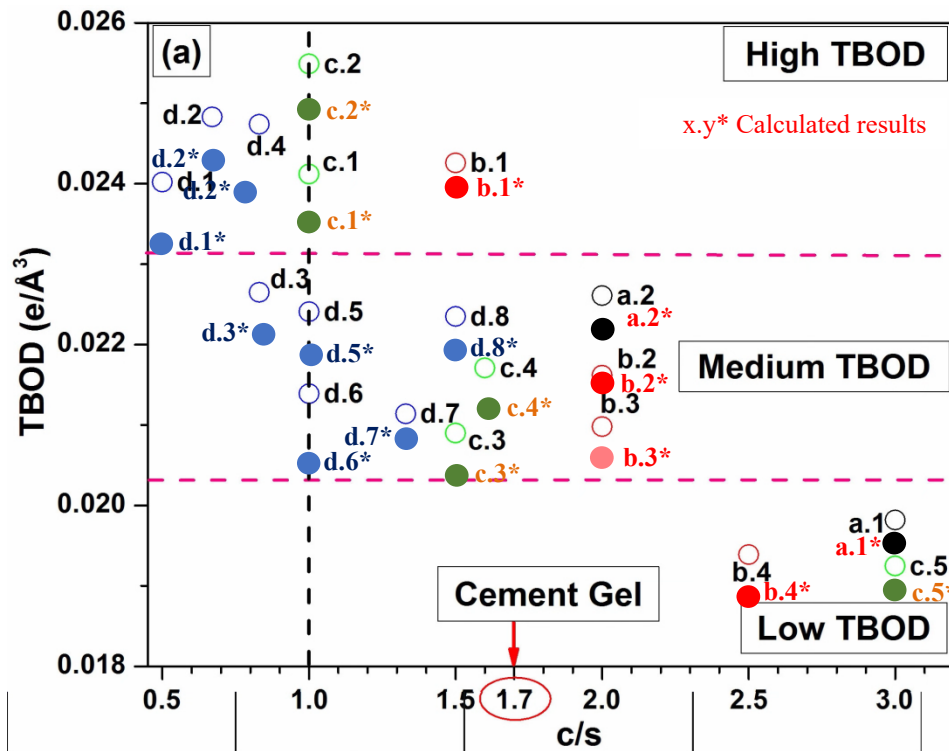 0.026
(a)
High TBOD
c.2
x.y* Calculated results
c.2*
d.2
d.4
c.1
d.2*
b.1
0.024
d.1
d.2*
b.1*
c.1*
d.1*
d.3
a.2
d.5
d.8
a.2*
d.3*
0.022
d.5*
d.8*
c.4
b.2
Medium TBOD
b.2*
d.6
c.4*
b.3
d.7
d.7*
c.3
b.3*
d.6*
c.3*
0.020
a.1
a.1*
b.4
c.5
Cement Gel
b.4*
c.5*
Low TBOD
0.018
TBOD (e/Å³)
0.5
1.0
1.5
1.7
2.0
2.5
3.0
c/s